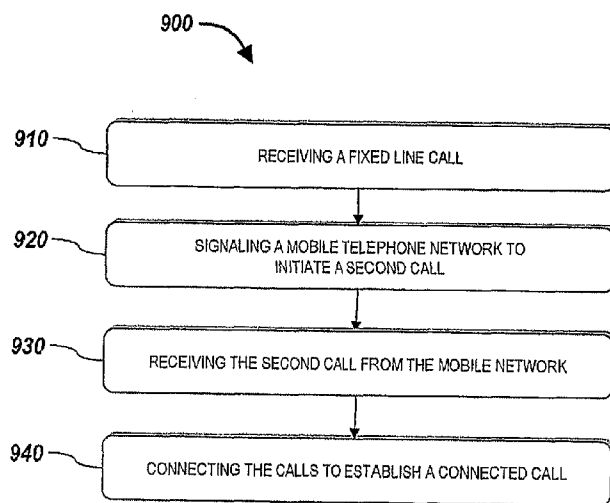 900
910
RECEIVING A FIXED LINE CALL
920
SIGNALING A MOBILE TELEPHONE NETWORK TO
INITIATE A SECOND CALL
930
RECEIVING THE SECOND CALL FROM THE MOBILE NETWORK
940
CONNECTING THE CALLS TO ESTABLISH A CONNECTED CALL